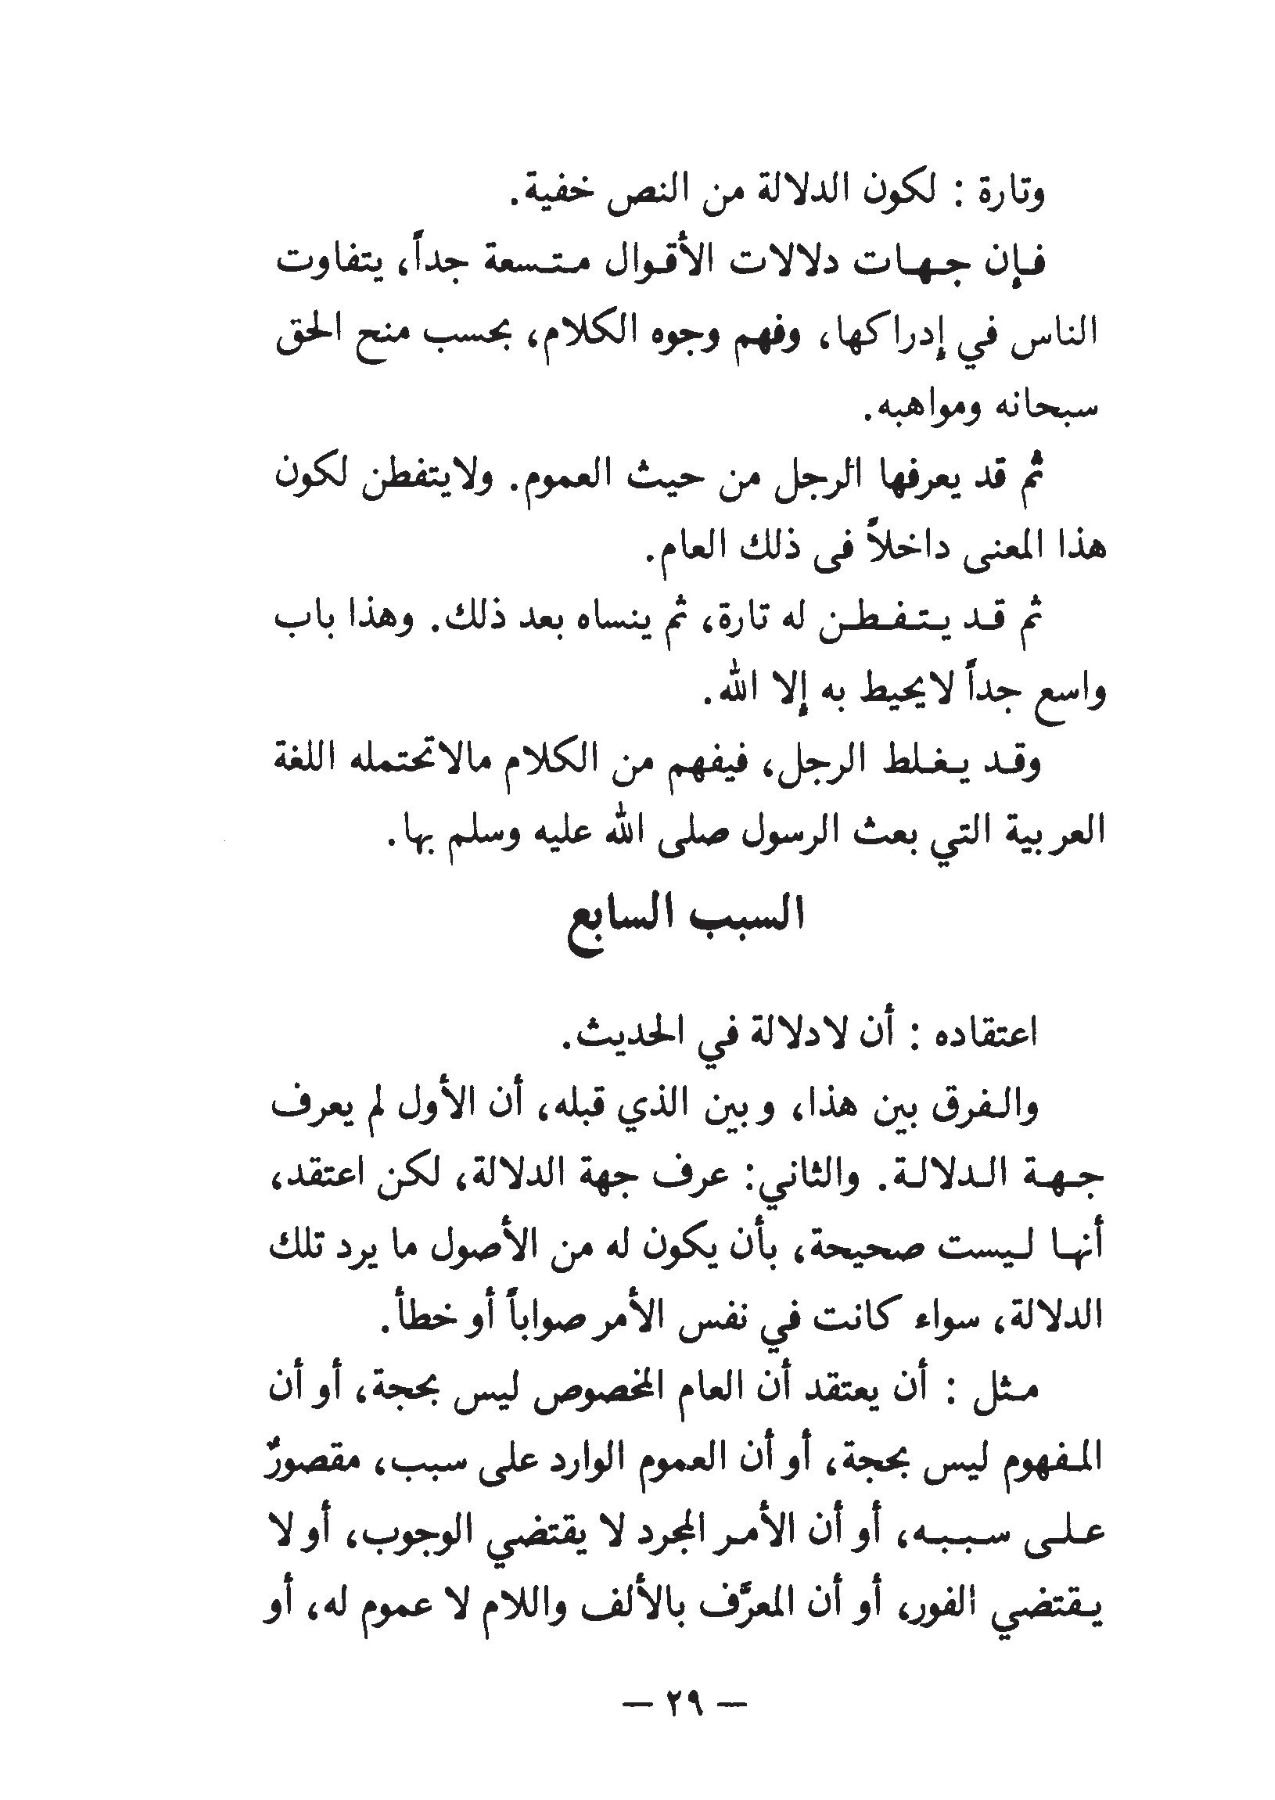 وتارة : لكون الدلالة من النص خفية.
فإن جهات دلالات الأقوال متسعة جداً، يتفاوت
الناس في إدراكها، وفهم وجوه الكلام، بحسب منح الحق
سبحانه ومواهبه.
ثم قد يعرفها الرجل من حيث العموم. ولايتفطن لكون
هذا المعنى داخلاً فى ذلك العام.
ثم قد يتفطن له تارة، ثم ينساه بعد ذلك. وهذا باب
واسع جداً لايحيط به إلا الله.
وقد يغلط الرجل، فيفهم من الكلام مالاتحتمله اللغة
العربية التي بعث الرسول صلى الله عليه وسلم بها.
السبب السابع
اعتقاده : أن لادلالة في الحديث.
والفرق بين هذا، وبين الذي قبله، أن الأول لم يعرف
جهة الدلالة. والثاني: عرف جهة الدلالة، لكن اعتقد،
أنها ليست صحيحة، بأن يكون له من الأصول ما يرد تلك
الدلالة، سواء كانت في نفس الأمر صواباً أو خطأ.
مثل : أن يعتقد أن العام المخصوص ليس بحجة، أو أن
المفهوم ليس بحجة، أو أن العموم الوارد على سبب، مقصورٌ
على سببه، أو أن الأمر المجرد لا يقتضي الوجوب، أو لا
يقتضي الفور، أو أن المعرَّف بالألف واللام لا عموم له، أو
— ٢٩ —